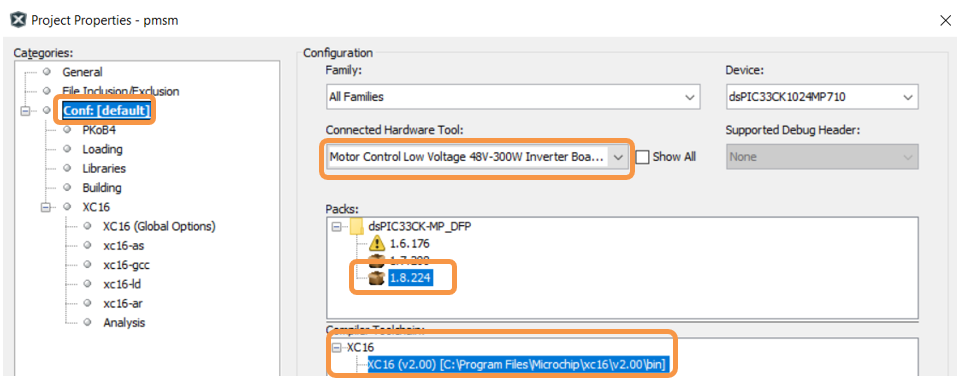 Project Properties - pmsm
Categories:
General
File Inclusion/Exclusion
Conf: [default]
PKoB4
Loading
Libraries
Building
XC16
XC16 (Global Options)
xc16-as
xc16-gcc
xc16-ld
xc16-ar
Analysis
Configuration
Family:
All Families
Device:
dsPIC33CK1024MP710
Connected Hardware Tool:
Motor Control Low Voltage 48V-300W Inverter Boa...
Show All
Supported Debug Header:
None
Packs:
dsPIC33CK-MP_DFP
1.6.176
1.8.224
Compiler Toolchain:
XC16
XC16 (v2.00) [C:\Program Files\Microchip\xc16\v2.00\bin]